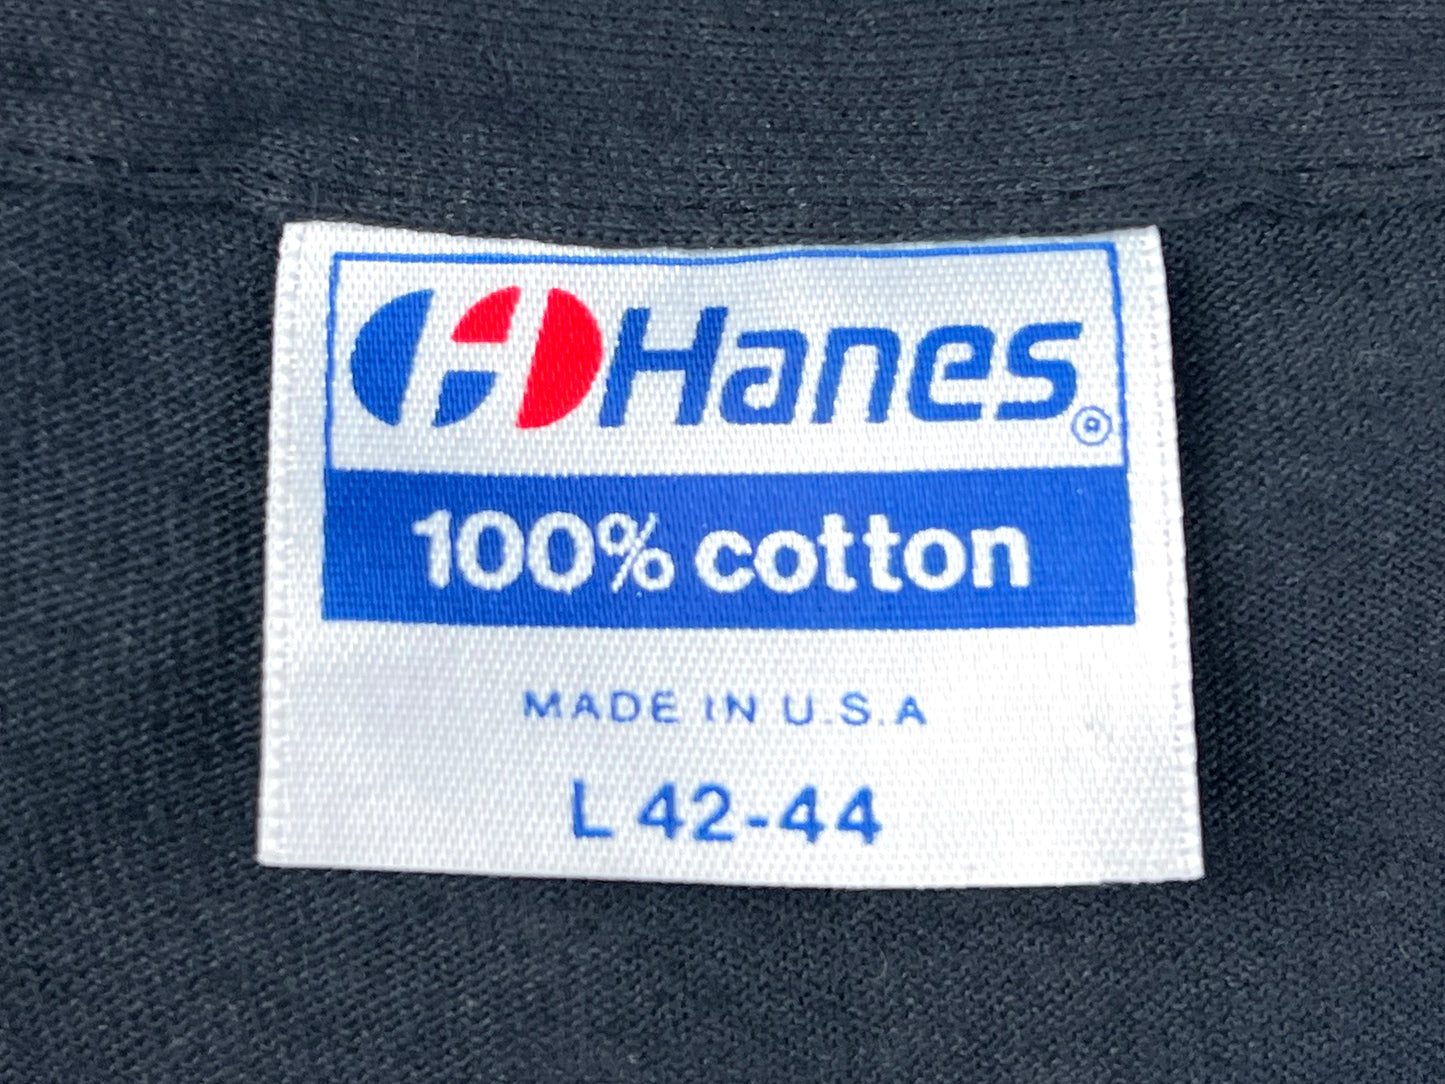 Hanes®
100% cotton
MADE IN U.S.A
L 42-44